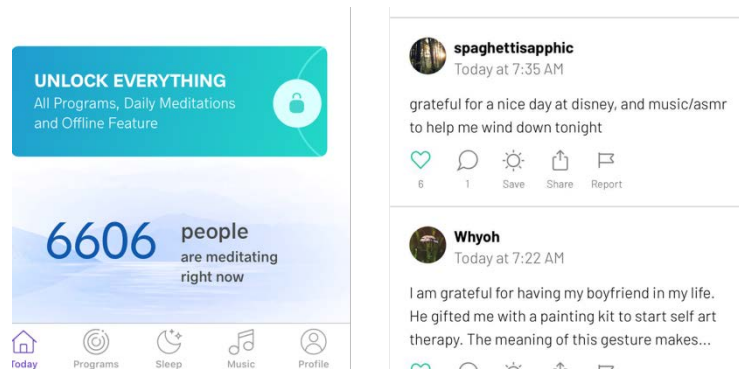 UNLOCK EVERYTHING
All Programs, Daily Meditations
and Offline Feature
6606 people
are meditating
right now
Today
Programs
Sleep
Music
Profile
spaghettisapphic
Today at 7:35 AM
grateful for a nice day at disney, and music/asmr
to help me wind down tonight
6
1
Save
Share
Report
Whyoh
Today at 7:22 AM
I am grateful for having my boyfriend in my life.
He gifted me with a painting kit to start self art
therapy. The meaning of this gesture makes...